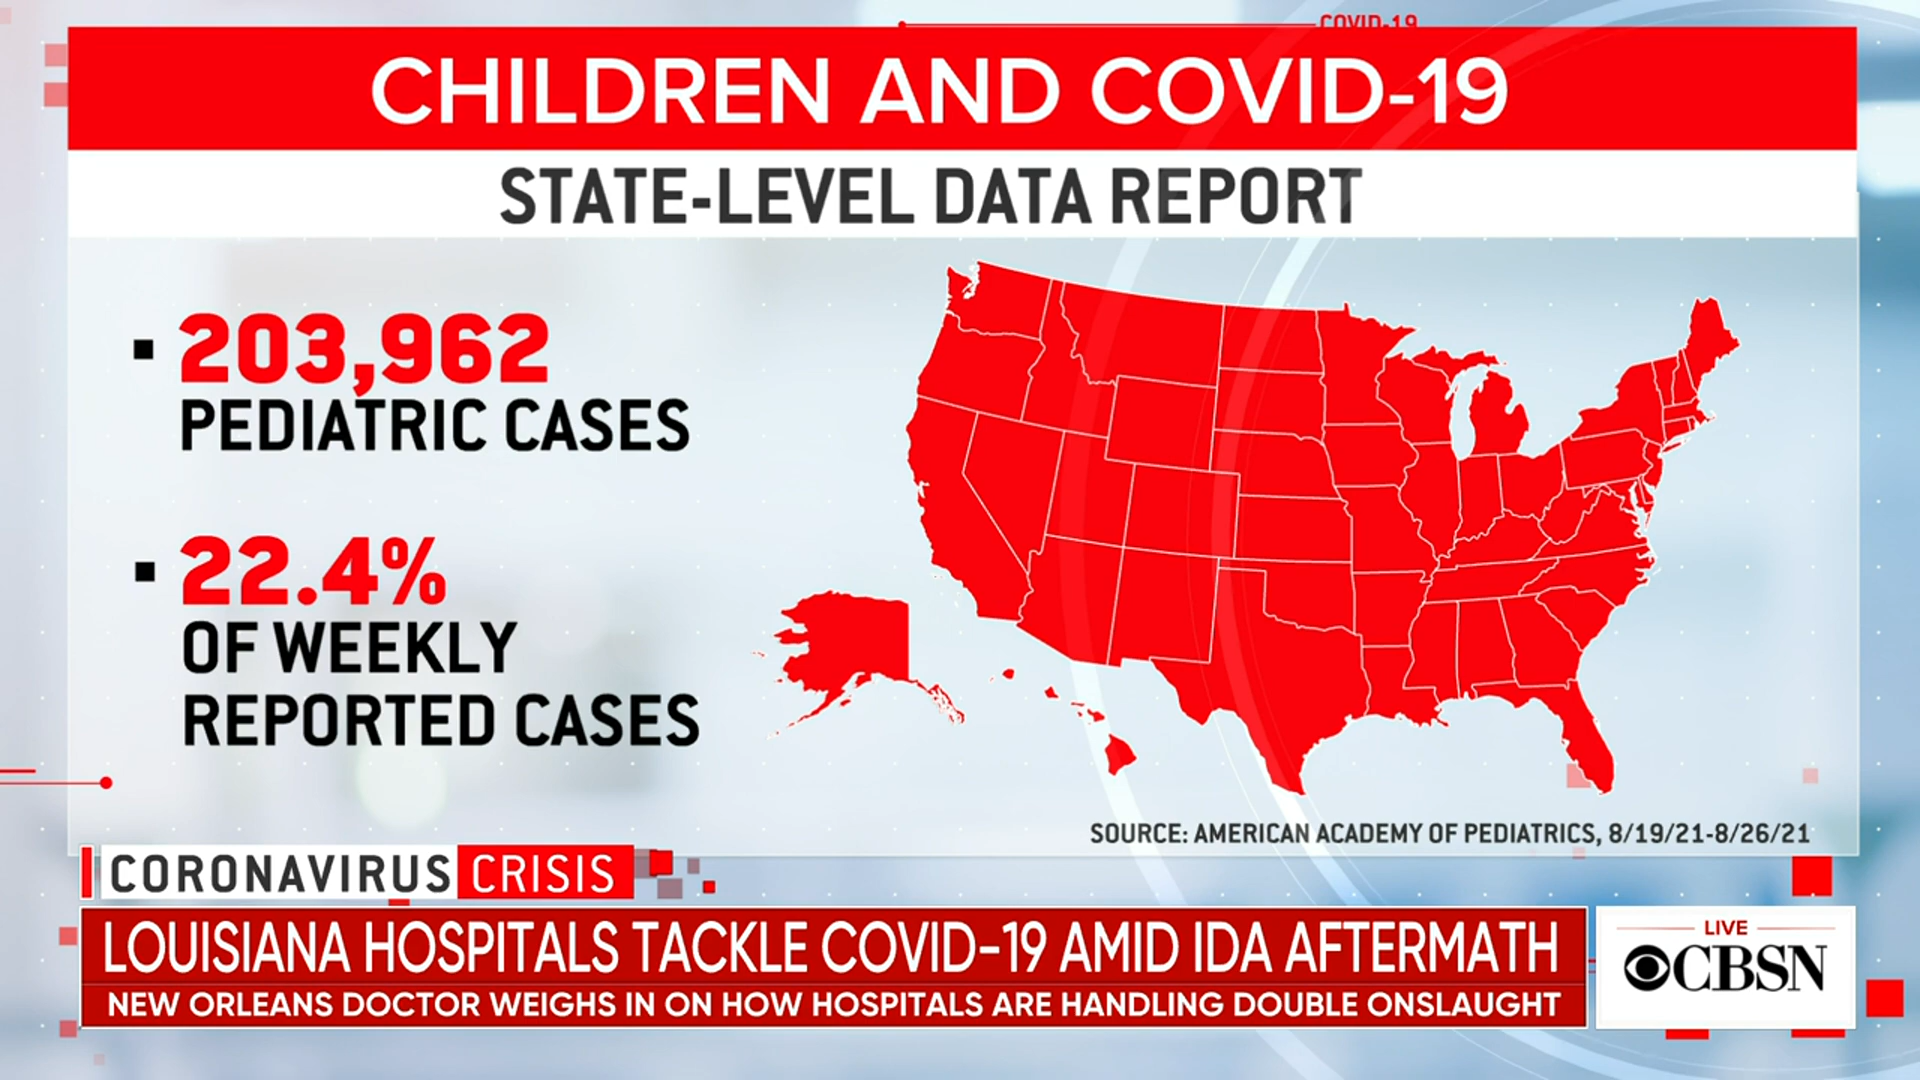 COVID-19
CHILDREN AND COVID-19
STATE-LEVEL DATA REPORT
203,962
PEDIATRIC CASES
22.4%
OF WEEKLY
REPORTED CASES
SOURCE: AMERICAN ACADEMY OF PEDIATRICS, 8/19/21-8/26/21
CORONAVIRUS CRISIS
LOUISIANA HOSPITALS TACKLE COVID-19 AMID IDA AFTERMATH
NEW ORLEANS DOCTOR WEIGHS IN ON HOW HOSPITALS ARE HANDLING DOUBLE ONSLAUGHT
LIVE
CBSN